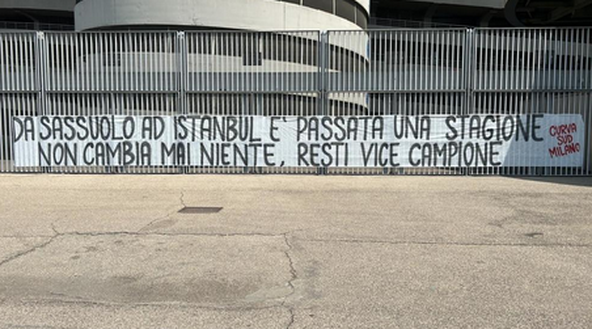 DA SASSUOLO AD ISTANBUL E' PASSATA UNA STAGIONE
NON CAMBIA MAI NIENTE, RESTI VICE CAMPIONE
CURVA
SUD
MILANO